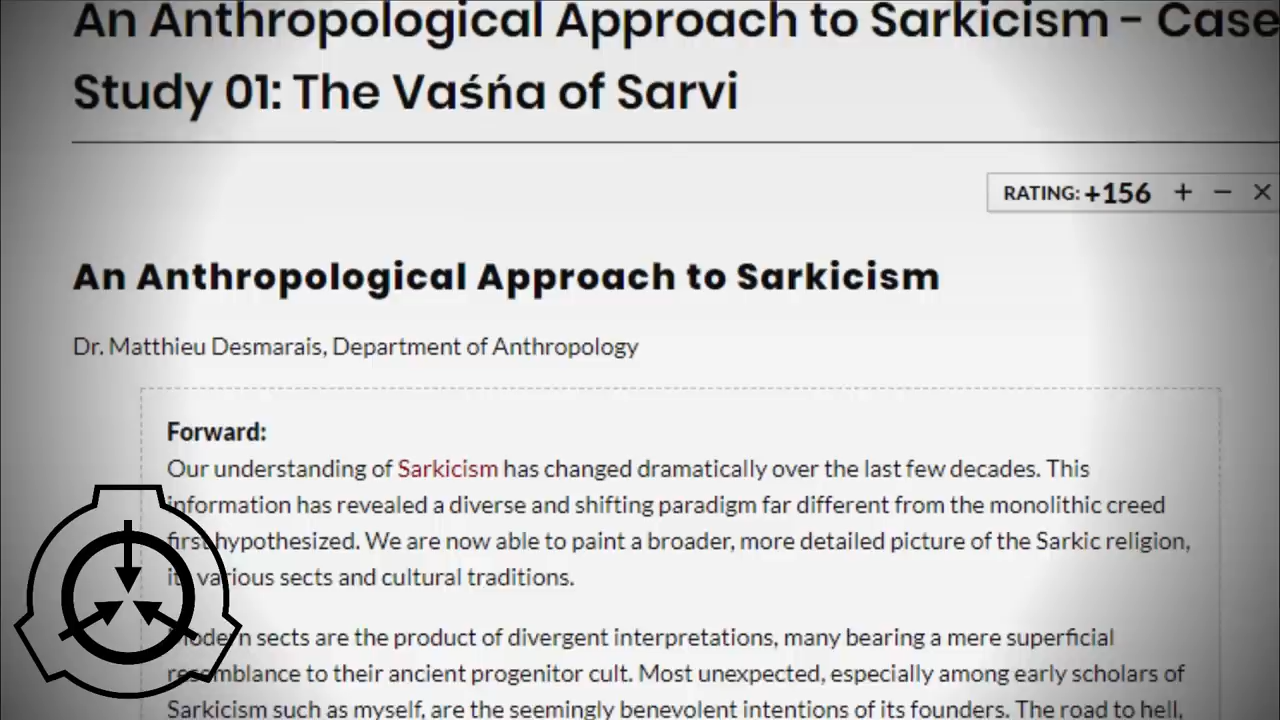 An Anthropological Approach to Sarkicism - Case
Study 01: The Vaśńa of Sarvi
RATING: +156 + − ×
An Anthropological Approach to Sarkicism
Dr. Matthieu Desmarais, Department of Anthropology
Forward:
Our understanding of Sarkicism has changed dramatically over the last few decades. This
information has revealed a diverse and shifting paradigm far different from the monolithic creed
first hypothesized. We are now able to paint a broader, more detailed picture of the Sarkic religion,
its various sects and cultural traditions.
Modern sects are the product of divergent interpretations, many bearing a mere superficial
resemblance to their ancient progenitor cult. Most unexpected, especially among early scholars of
Sarkicism such as myself, are the seemingly benevolent intentions of its founders. The road to hell,